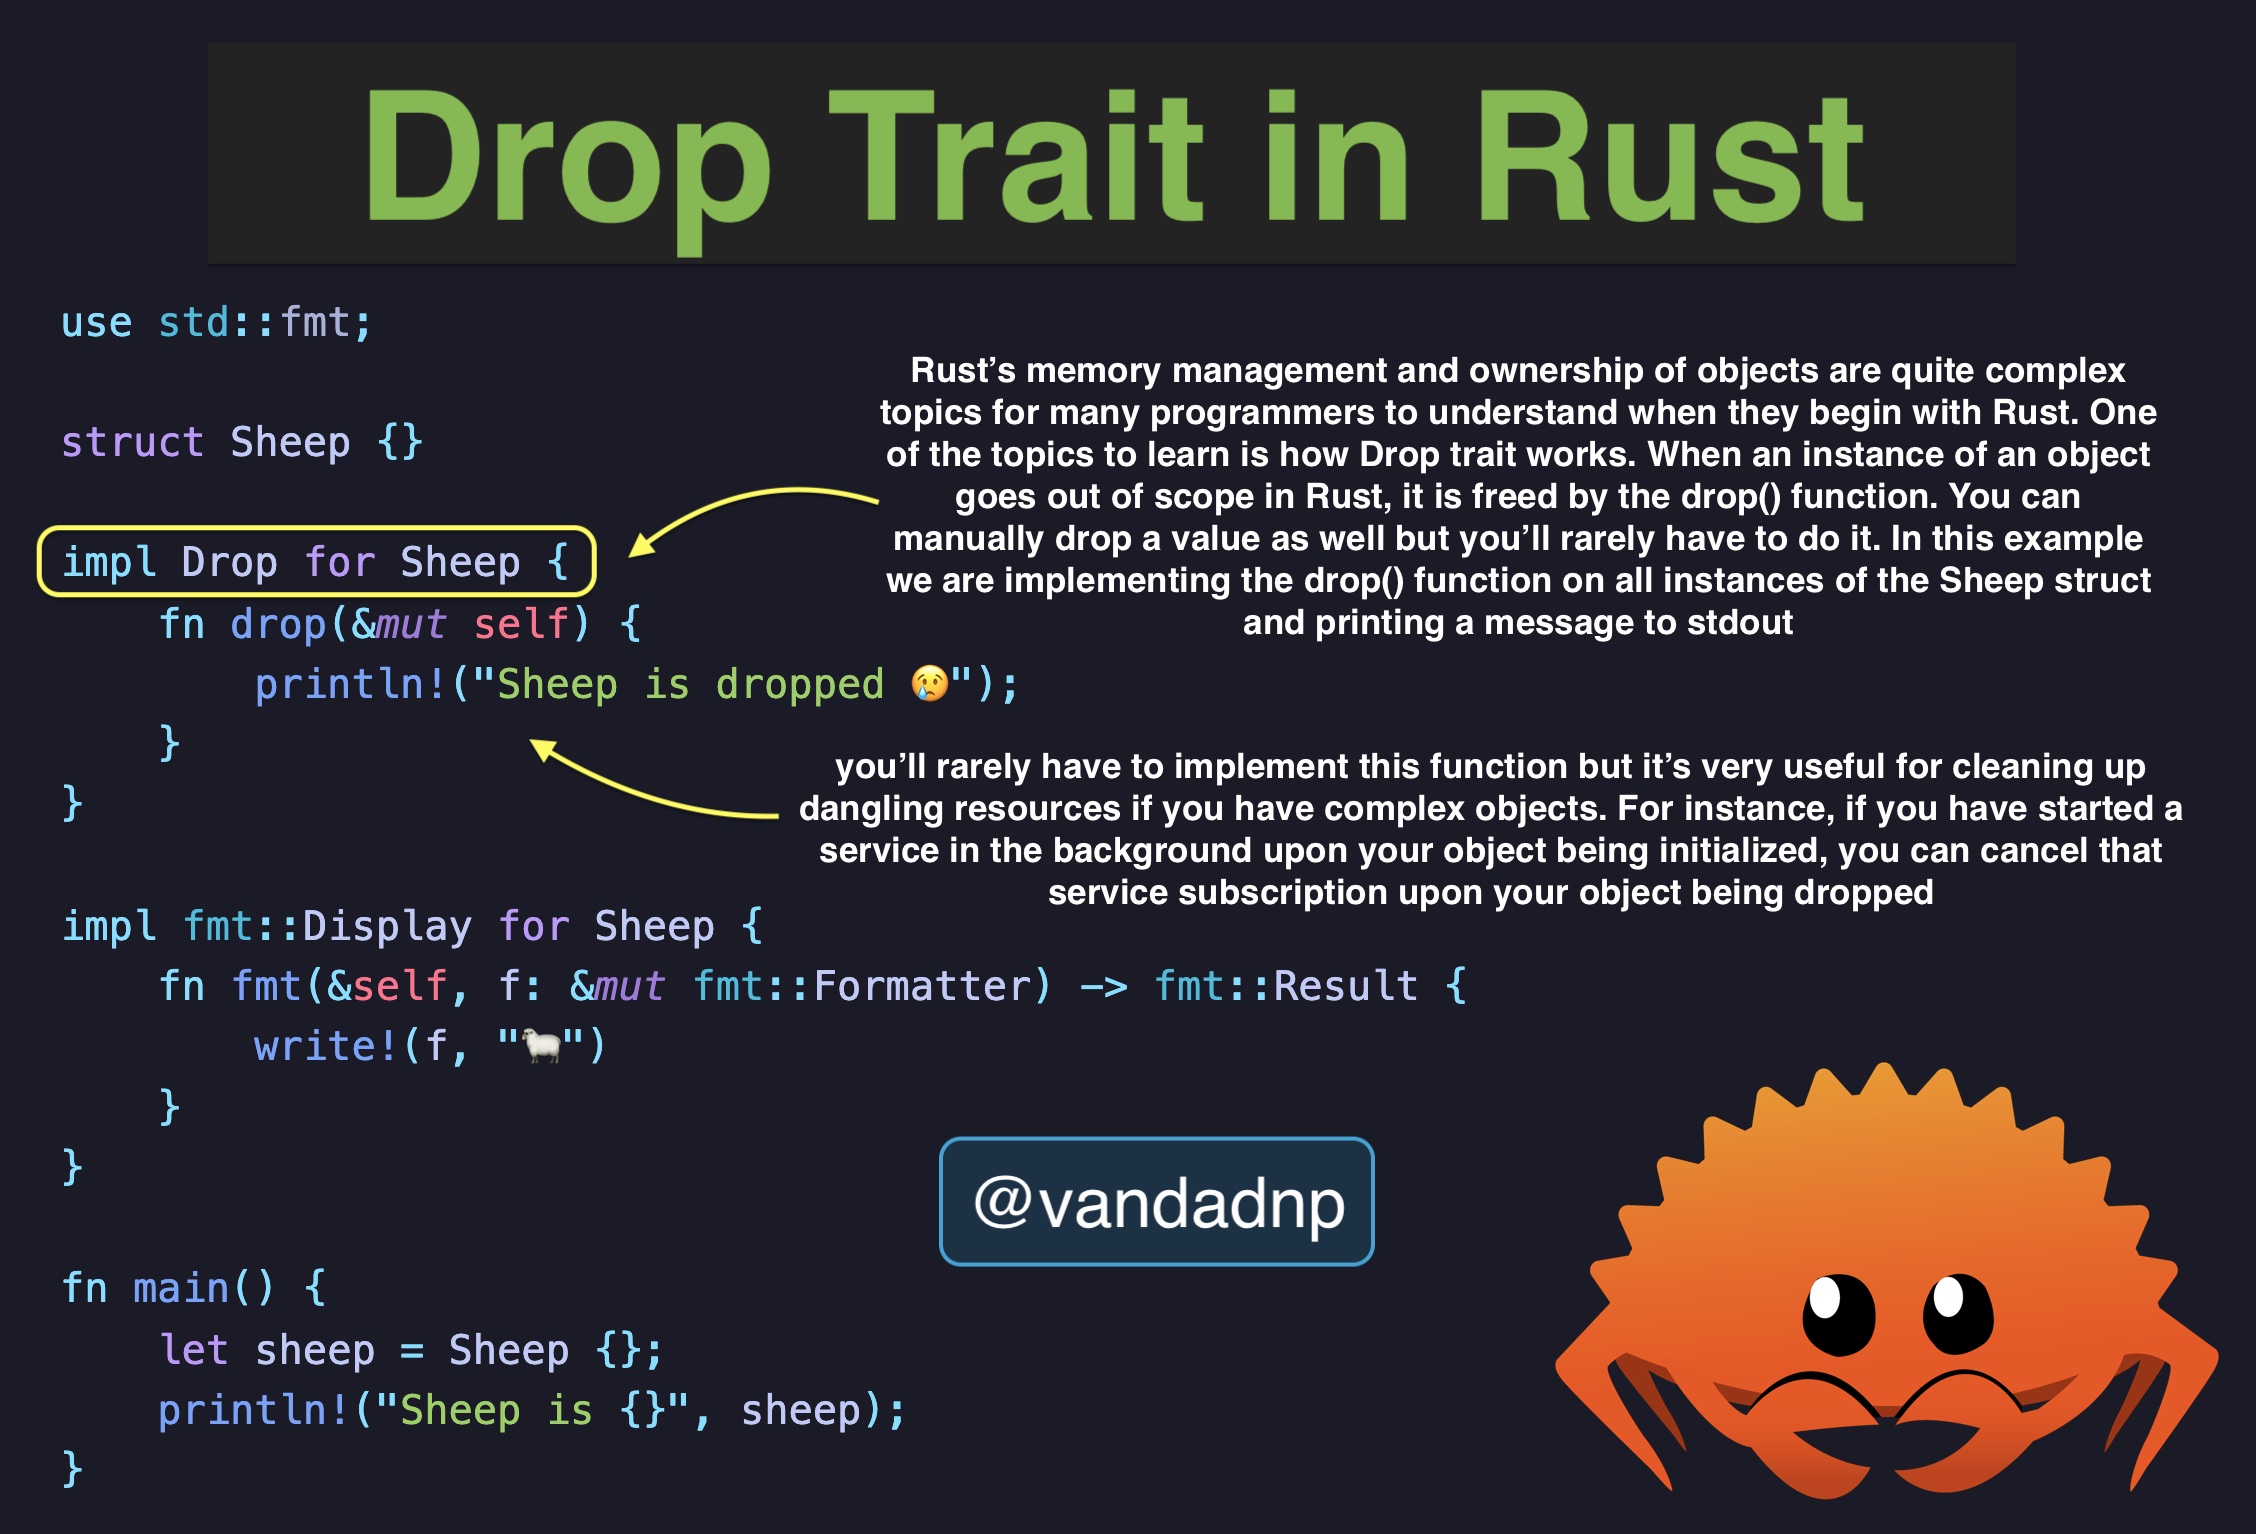 Drop Trait in Rust
use std::fmt;
struct Sheep {}
impl Drop for Sheep {
    fn drop(&mut self) {
        println!("Sheep is dropped 😢");
    }
}
impl fmt::Display for Sheep {
    fn fmt(&self, f: &mut fmt::Formatter) -> fmt::Result {
        write!(f, "🐑")
    }
}
fn main() {
    let sheep = Sheep {};
    println!("Sheep is {}", sheep);
}
Rust’s memory management and ownership of objects are quite complex
topics for many programmers to understand when they begin with Rust. One
of the topics to learn is how Drop trait works. When an instance of an object
goes out of scope in Rust, it is freed by the drop() function. You can
manually drop a value as well but you’ll rarely have to do it. In this example
we are implementing the drop() function on all instances of the Sheep struct
and printing a message to stdout
you’ll rarely have to implement this function but it’s very useful for cleaning up
dangling resources if you have complex objects. For instance, if you have started a
service in the background upon your object being initialized, you can cancel that
service subscription upon your object being dropped
@vandadnp